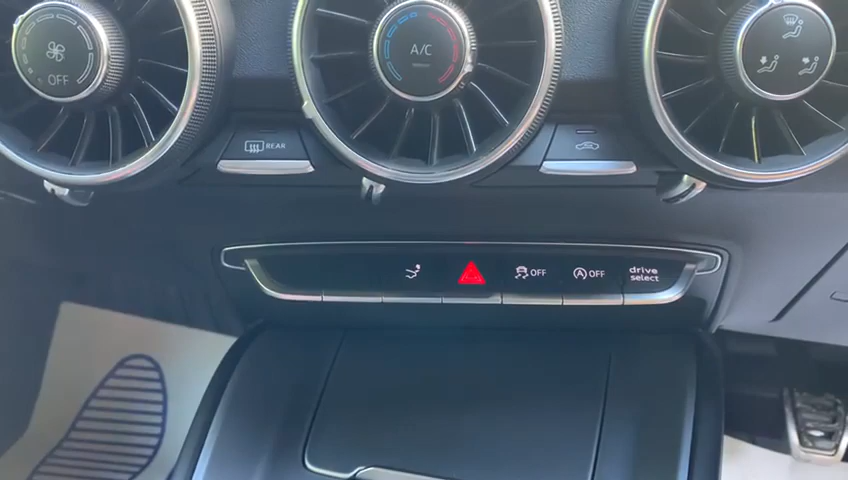 OFF
A/C
REAR
OFF
A OFF
drive
select